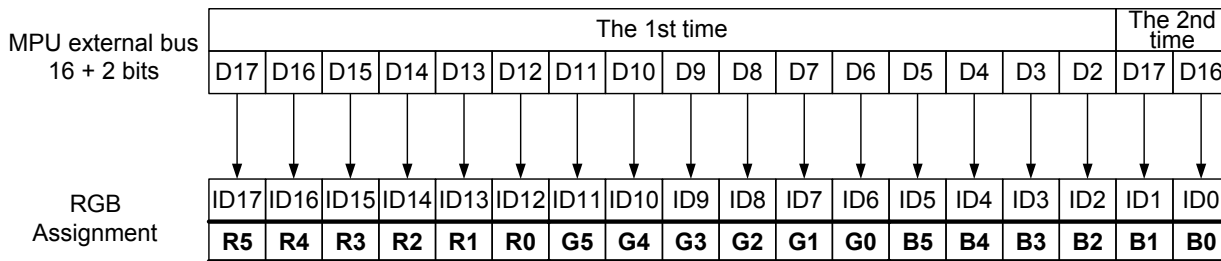 MPU external bus
16 + 2 bits
The 1st time
The 2nd
time
D17 D16 D15 D14 D13 D12 D11 D10 D9 D8 D7 D6 D5 D4 D3 D2 D17 D16
RGB
Assignment
ID17 ID16 ID15 ID14 ID13 ID12 ID11 ID10 ID9 ID8 ID7 ID6 ID5 ID4 ID3 ID2 ID1 ID0
R5 R4 R3 R2 R1 R0 G5 G4 G3 G2 G1 G0 B5 B4 B3 B2 B1 B0